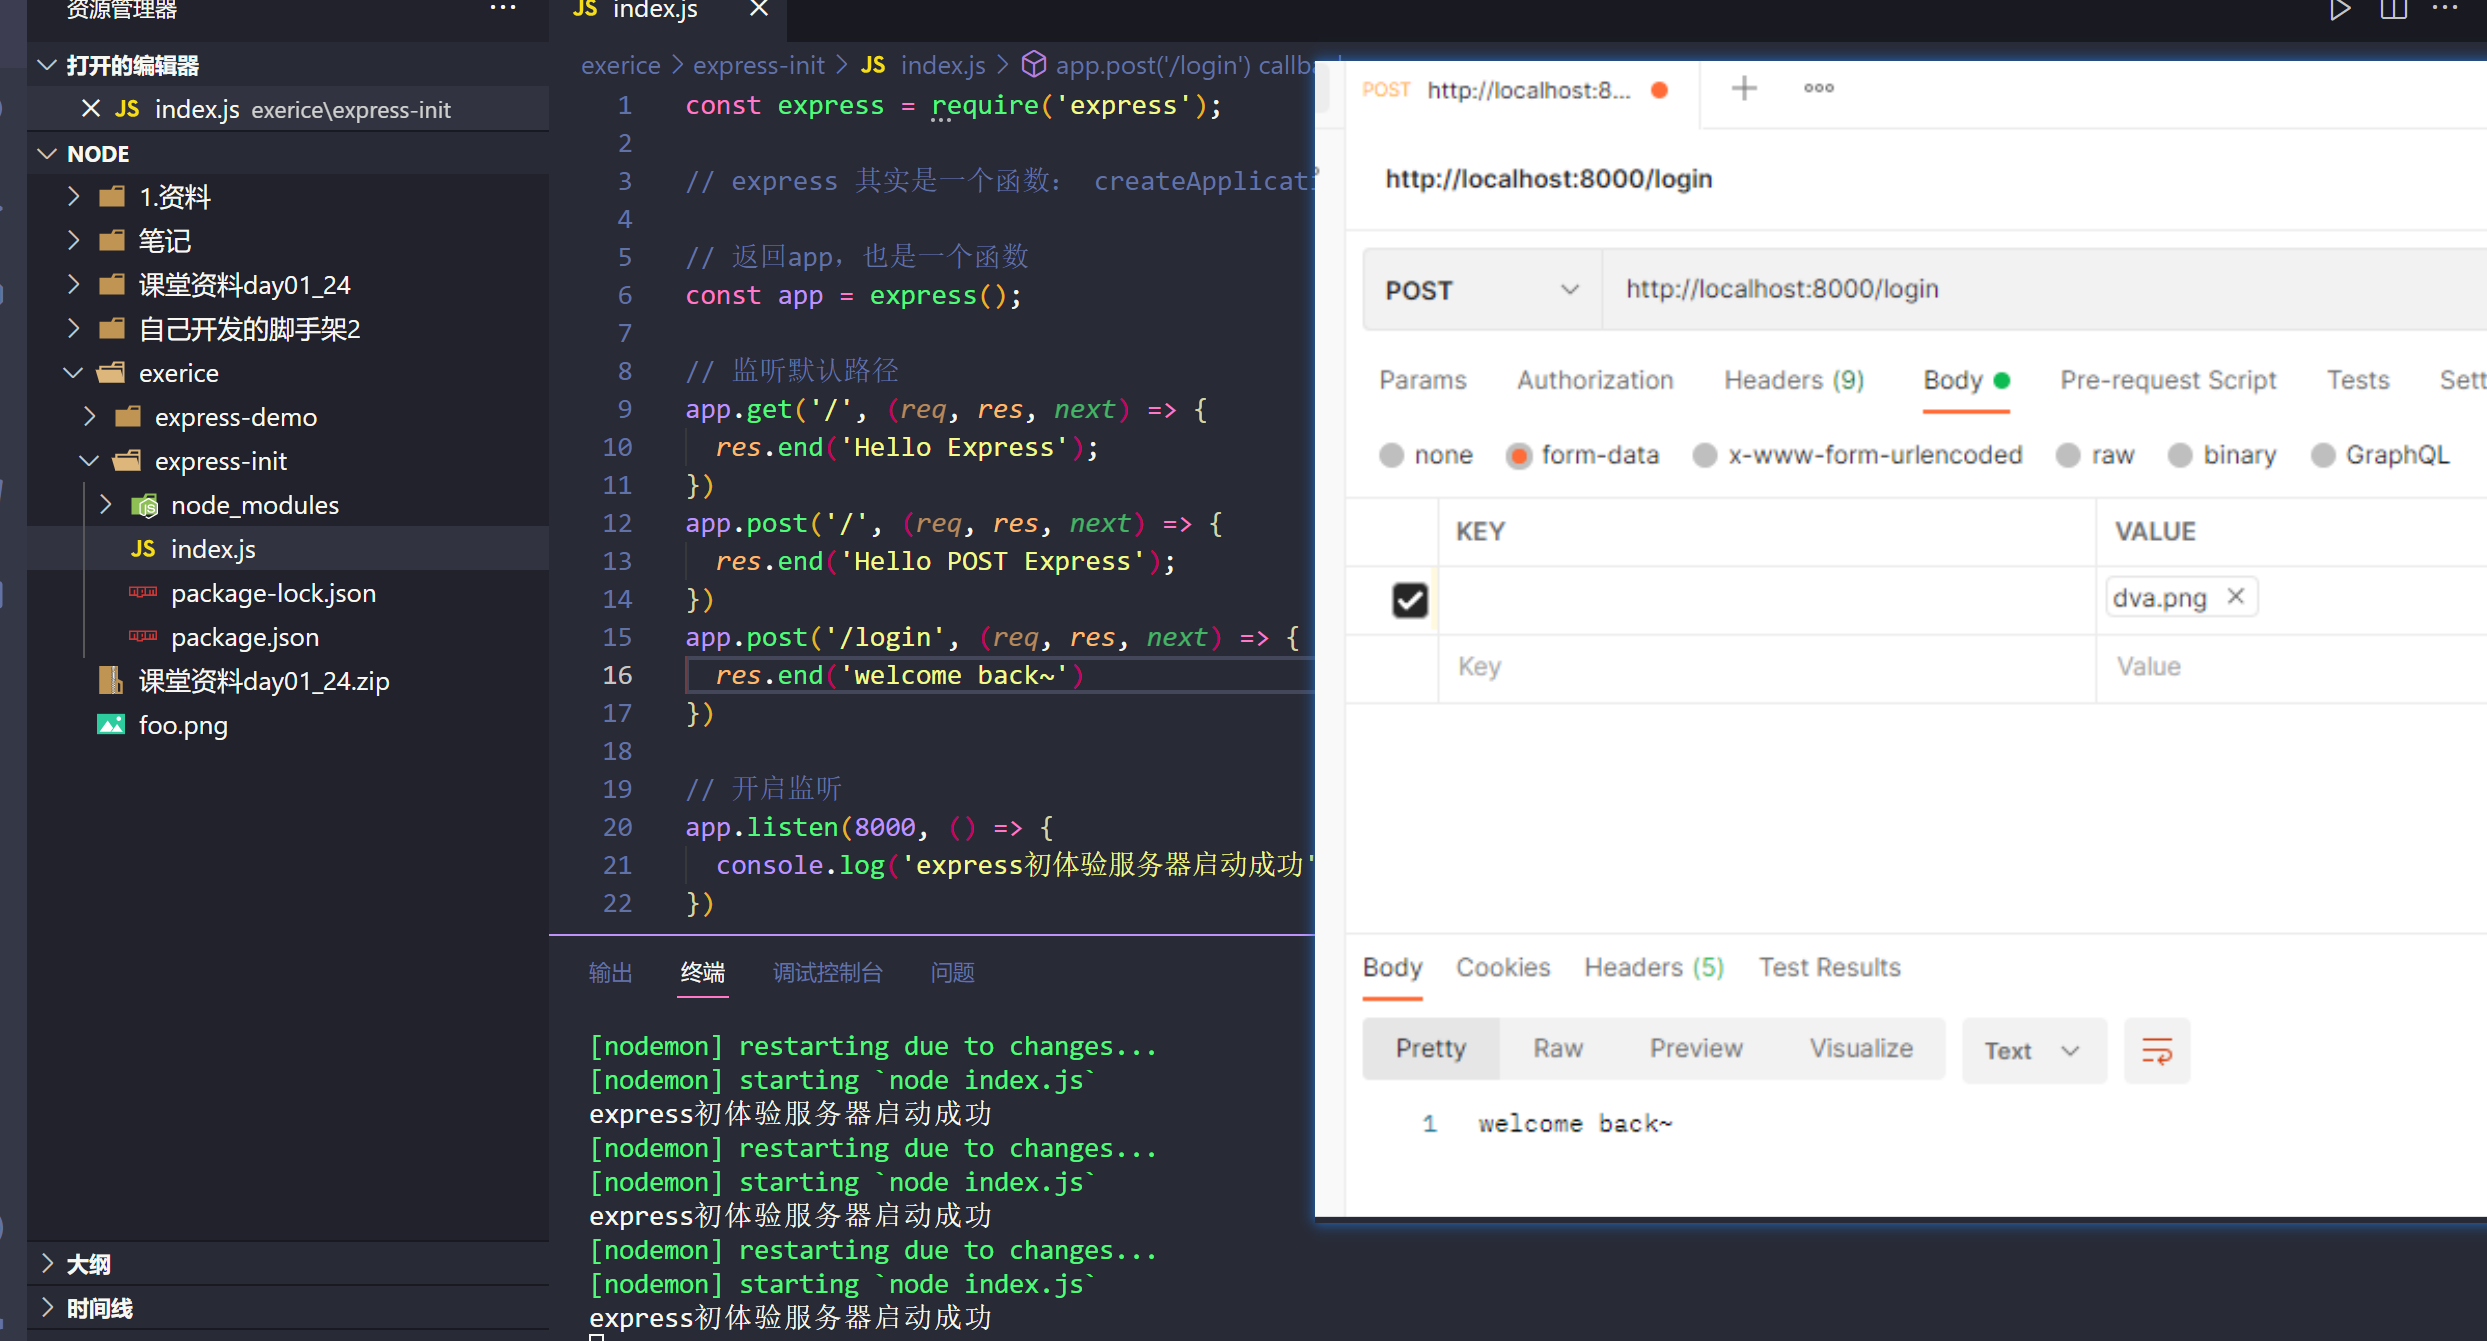 资源管理器
打开的编辑器
JS index.js exerice\express-init
NODE
1.资料
笔记
课堂资料day01_24
自己开发的脚手架2
exerice
express-demo
express-init
node_modules
JS index.js
package-lock.json
package.json
课堂资料day01_24.zip
foo.png
大纲
时间线
JS index.js
exerice > express-init > JS index.js > app.post('/login') callb
1 const express = require('express');
2
3 // express 其实是一个函数： createApplicati
4
5 // 返回app，也是一个函数
6 const app = express();
7
8 // 监听默认路径
9 app.get('/', (req, res, next) => {
10 res.end('Hello Express');
11 })
12 app.post('/', (req, res, next) => {
13 res.end('Hello POST Express');
14 })
15 app.post('/login', (req, res, next) => {
16 res.end('welcome back~')
17 })
18
19 // 开启监听
20 app.listen(8000, () => {
21 console.log('express初体验服务器启动成功'
22 })
输出 终端 调试控制台 问题
[nodemon] restarting due to changes...
[nodemon] starting `node index.js`
express初体验服务器启动成功
[nodemon] restarting due to changes...
[nodemon] starting `node index.js`
express初体验服务器启动成功
[nodemon] restarting due to changes...
[nodemon] starting `node index.js`
express初体验服务器启动成功
POST http://localhost:8...
http://localhost:8000/login
POST http://localhost:8000/login
Params Authorization Headers (9) Body Pre-request Script Tests Sett
none form-data x-www-form-urlencoded raw binary GraphQL
KEY VALUE
dva.png
Key Value
Body Cookies Headers (5) Test Results
Pretty Raw Preview Visualize Text
1 welcome back~